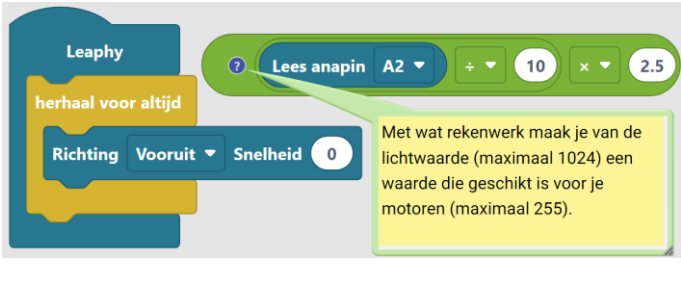 Leaphy
herhaal voor altijd
Richting Vooruit Snelheid 0
? Lees anapin A2 ÷ 10 × 2.5
Met wat rekenwerk maak je van de
lichtwaarde (maximaal 1024) een
waarde die geschikt is voor je
motoren (maximaal 255).